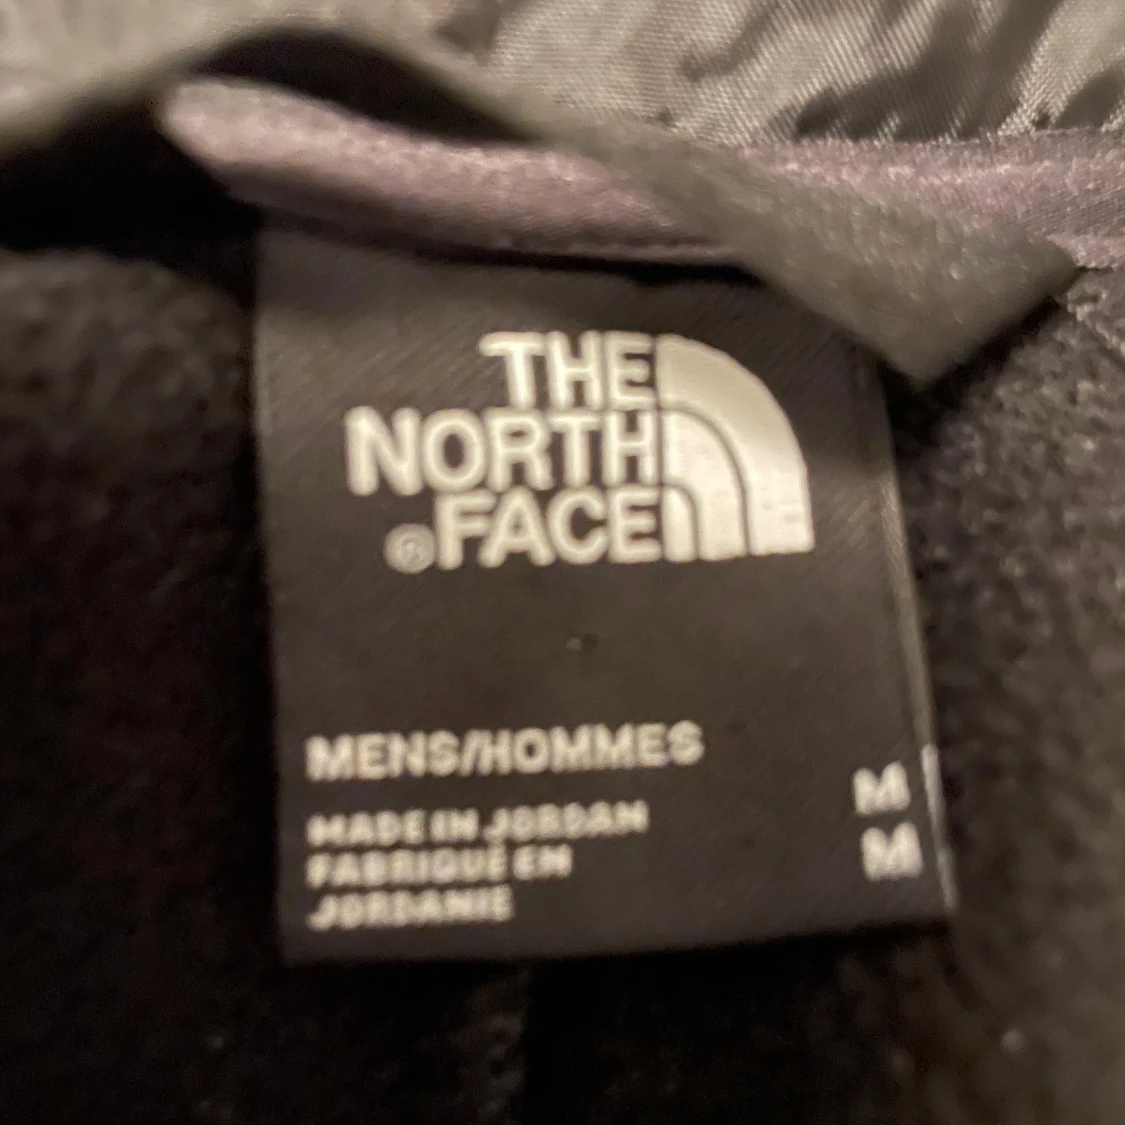 THE
NORTH
®FACE
MENS/HOMMES
MADE IN JORDAN
FABRIQUÉ EN
JORDANIE
M
M